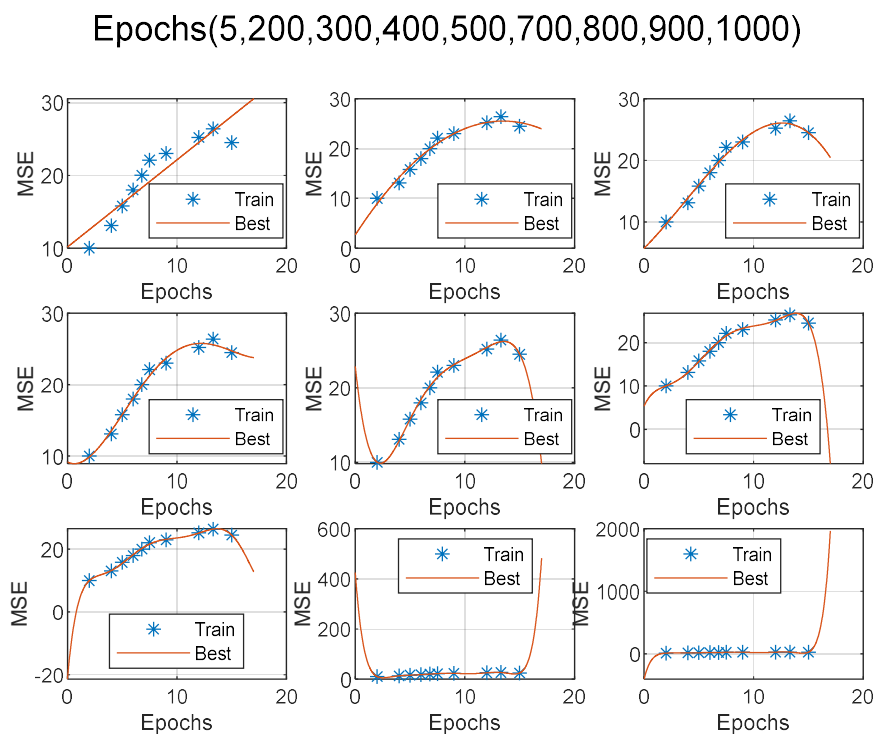 Epochs(5,200,300,400,500,700,800,900,1000)
30
20
10
MSE
0
10
20
Epochs
Train
Best
30
20
10
0
MSE
0
10
20
Epochs
Train
Best
30
20
10
MSE
0
10
20
Epochs
Train
Best
30
20
10
MSE
0
10
20
Epochs
Train
Best
30
20
10
MSE
0
10
20
Epochs
Train
Best
20
10
0
MSE
0
10
20
Epochs
Train
Best
20
0
-20
MSE
0
10
20
Epochs
Train
Best
600
400
200
0
MSE
0
10
20
Epochs
Train
Best
2000
1000
0
MSE
0
10
20
Epochs
Train
Best